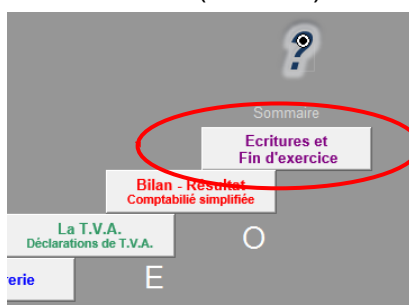 ?
Sommaire
Ecritures et
Fin d'exercice
Bilan - Résultat
Comptabilié simplifiée
La T.V.A.
Déclarations de T.V.A.
O
erie
E